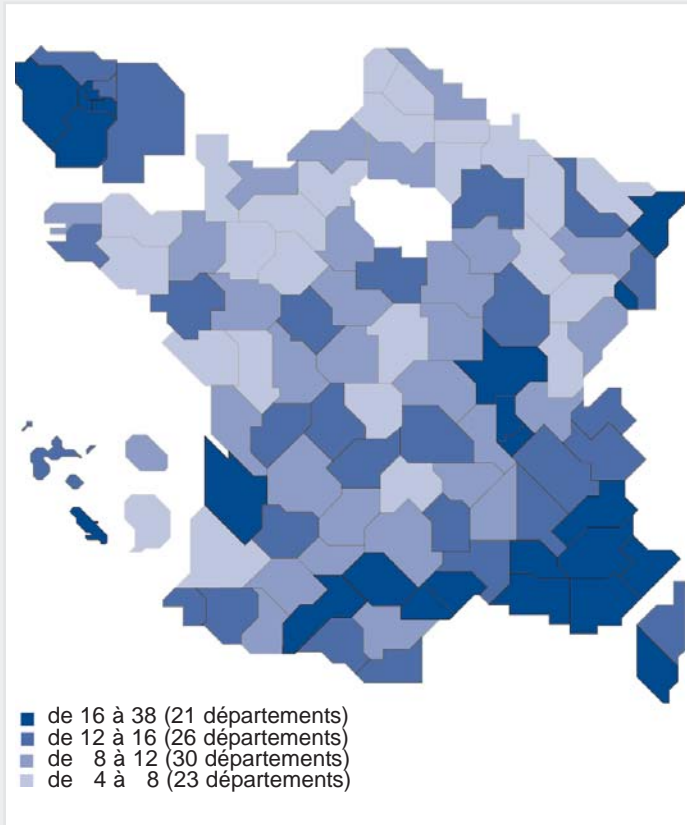 de 16 à 38 (21 départements)
de 12 à 16 (26 départements)
de 8 à 12 (30 départements)
de 4 à 8 (23 départements)